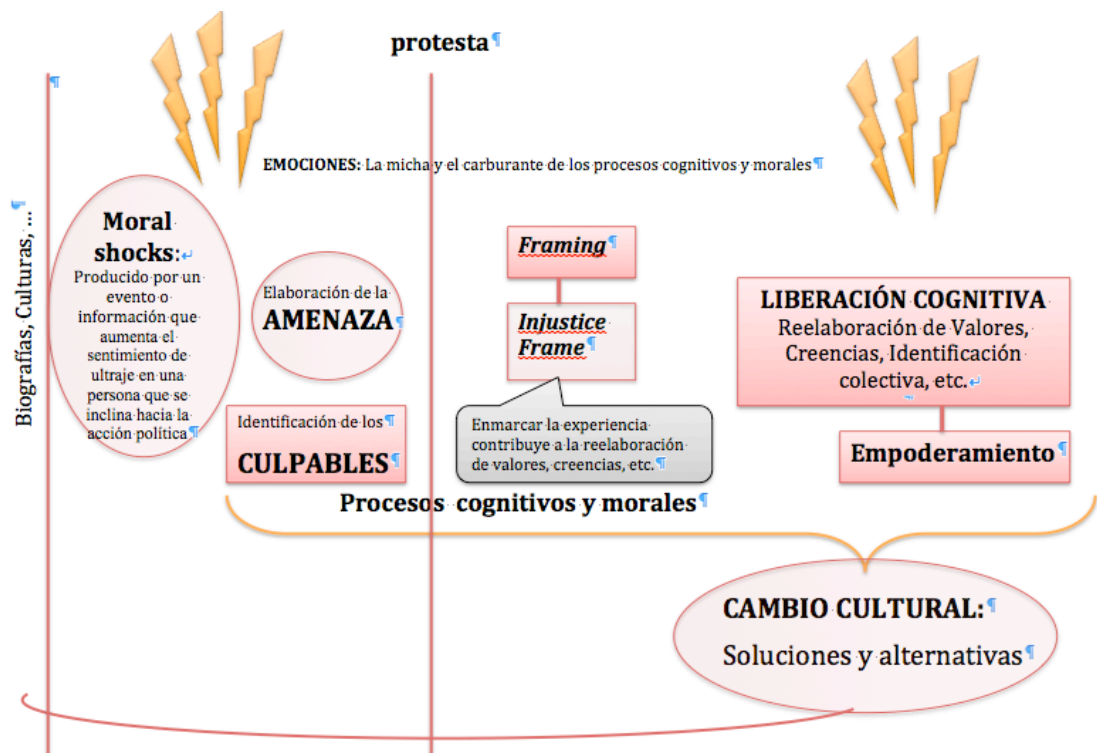 protesta
EMOCIONES: La micha y el carburante de los procesos cognitivos y morales
Biografías, Culturas, ...
Moral
shocks:
Producido por un
evento o
información que
aumenta el
sentimiento de
ultraje en una
persona que se
inclina hacia la
acción política
Elaboración de la
AMENAZA
Identificación de los
CULPABLES
Framing
Injustice
Frame
Enmarcar la experiencia
contribuye a la reelaboración
de valores, creencias, etc.
LIBERACIÓN COGNITIVA
Reelaboración de Valores,
Creencias, Identificación
colectiva, etc.
Empoderamiento
Procesos cognitivos y morales
CAMBIO CULTURAL:
Soluciones y alternativas